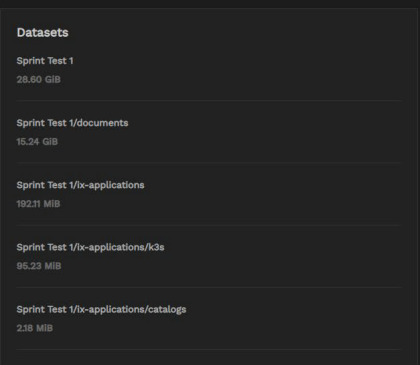 Datasets
Sprint Test 1
28.60 GiB
Sprint Test 1/documents
15.24 GiB
Sprint Test 1/ix-applications
192.11 MiB
Sprint Test 1/ix-applications/k3s
95.23 MiB
Sprint Test 1/ix-applications/catalogs
2.18 MiB